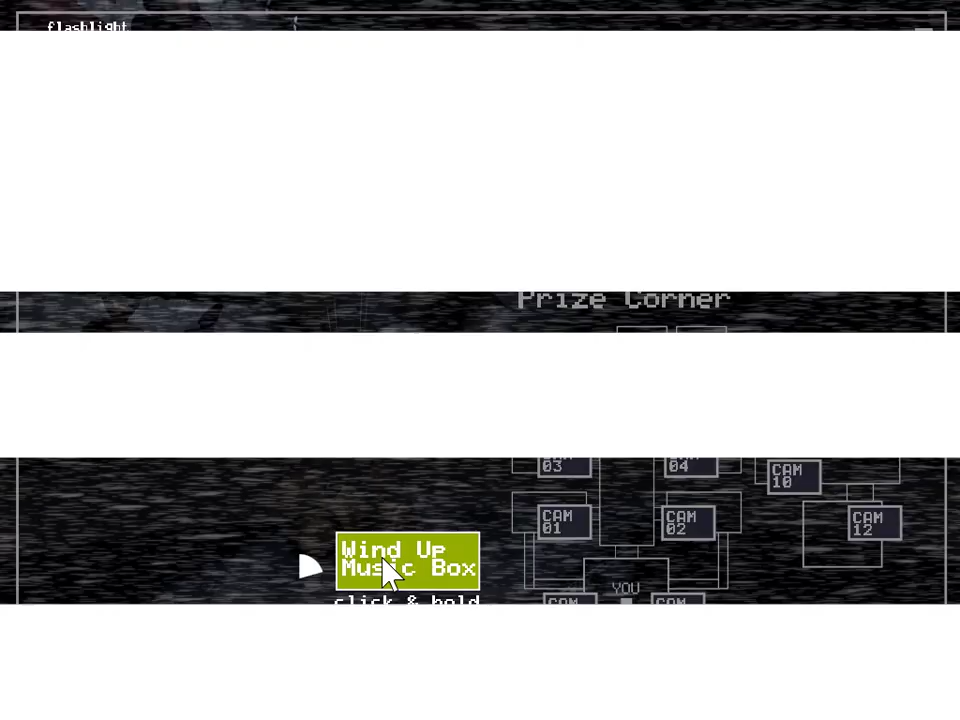 flashlight
Prize Corner
03
04
CAM
10
CAM
01
CAM
02
CAM
12
Wind Up
Music Box
YOU
click & hold
CAM
CAM